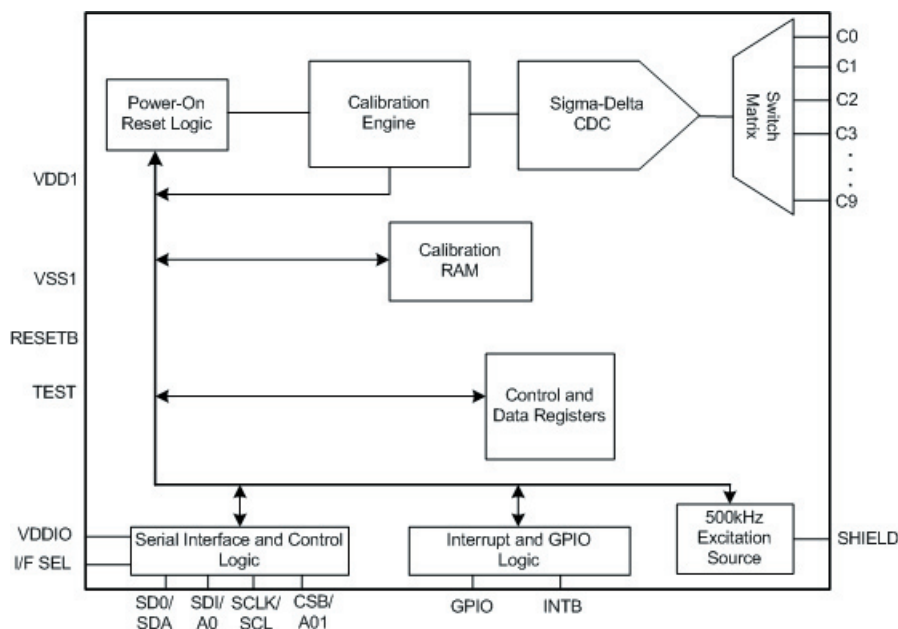 C0
C1
C2
C3
C9
Switch
Matrix
Power-On
Reset Logic
Calibration
Engine
Sigma-Delta
CDC
VDD1
VSS1
RESETB
TEST
Calibration
RAM
Control and
Data Registers
VDDIO
I/F SEL
Serial Interface and Control
Logic
Interrupt and GPIO
Logic
500kHz
Excitation
Source
SHIELD
SD0/
SDA
SDI/
A0
SCLK/
SCL
CSB/
A01
GPIO
INTB